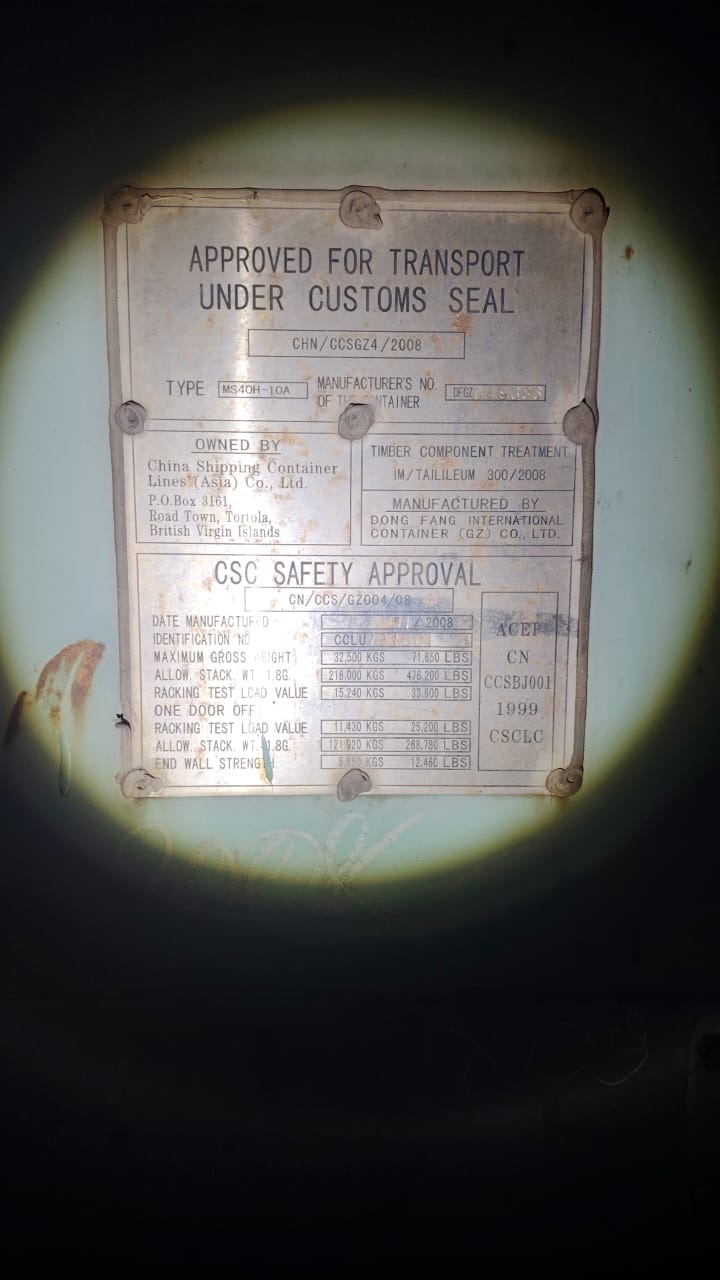 APPROVED FOR TRANSPORT
UNDER CUSTOMS SEAL
CHN/CCSGZ4/2008
TYPE MS40H-10A MANUFACTURER'S NO.
OF THE CONTAINER DFGZ
OWNED BY
China Shipping Container
Lines (Asia) Co., Ltd.
P.O.Box 3161,
Road Town, Tortola,
British Virgin Islands
TIMBER COMPONENT TREATMENT
IM/TAILILEUM 300/2008
MANUFACTURED BY
DONG FANG INTERNATIONAL
CONTAINER (GZ) CO., LTD.
CSC SAFETY APPROVAL
CN/CCS/GZ004/08
DATE MANUFACTURED / 2008
IDENTIFICATION NO CCLU/
MAXIMUM GROSS WEIGHT 32,500 KGS 71,650 LBS
ALLOW. STACK. WT 1.8G. 216,000 KGS 476,200 LBS
RACKING TEST LOAD VALUE 15,240 KGS 33,600 LBS
ONE DOOR OFF
RACKING TEST LOAD VALUE 11,430 KGS 25,200 LBS
ALLOW. STACK. WT 1.8G. 121,920 KGS 268,780 LBS
END WALL STRENGTH 5,650 KGS 12,460 LBS
ACEP
CN
CCSBJ001
1999
CSCLC